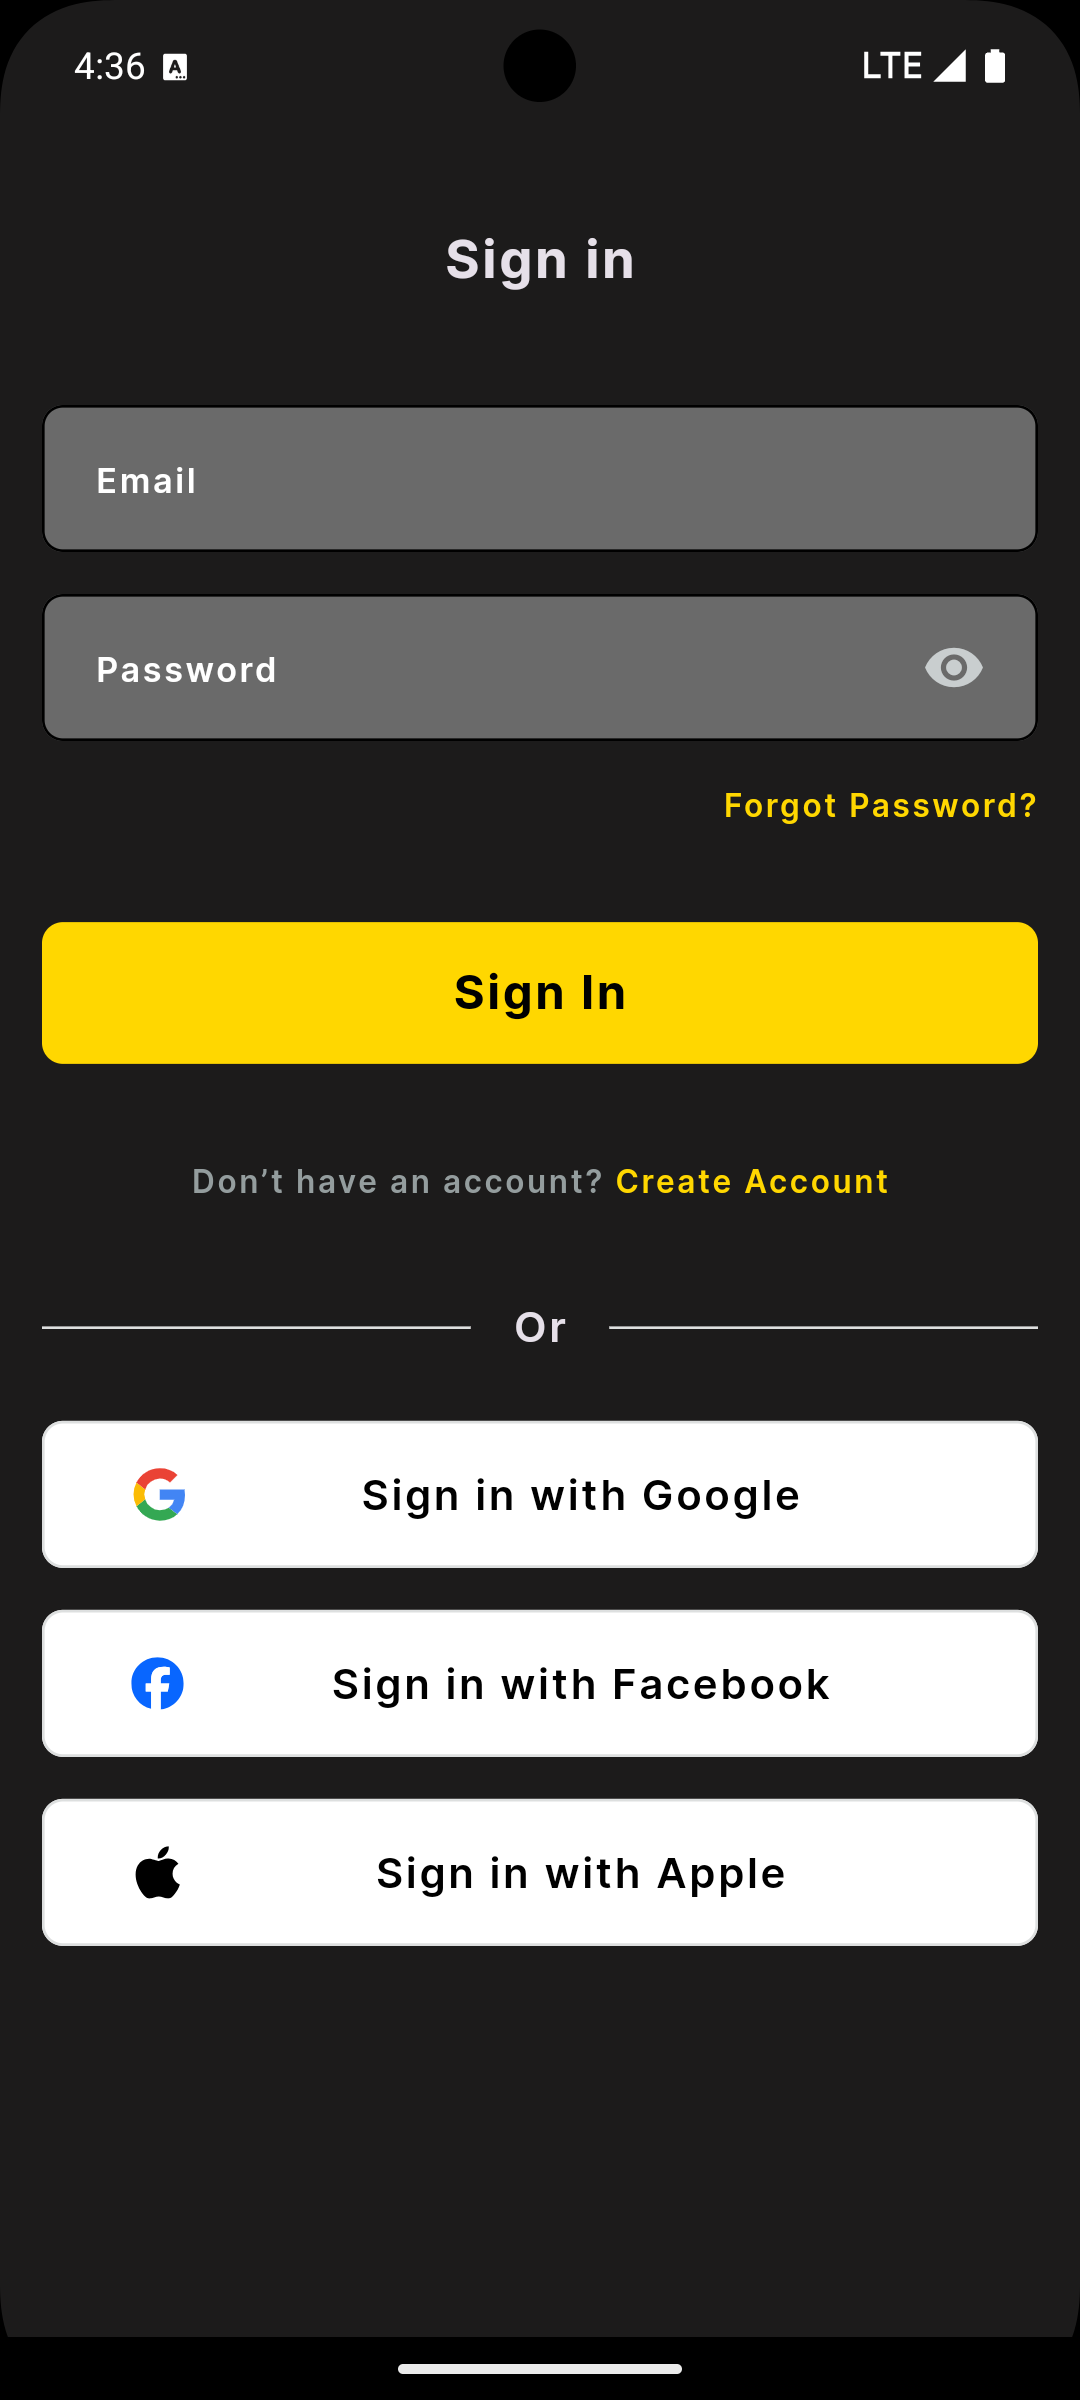 4:36
LTE
Sign in
Email
Password
Forgot Password?
Sign In
Don’t have an account? Create Account
Or
Sign in with Google
Sign in with Facebook
Sign in with Apple